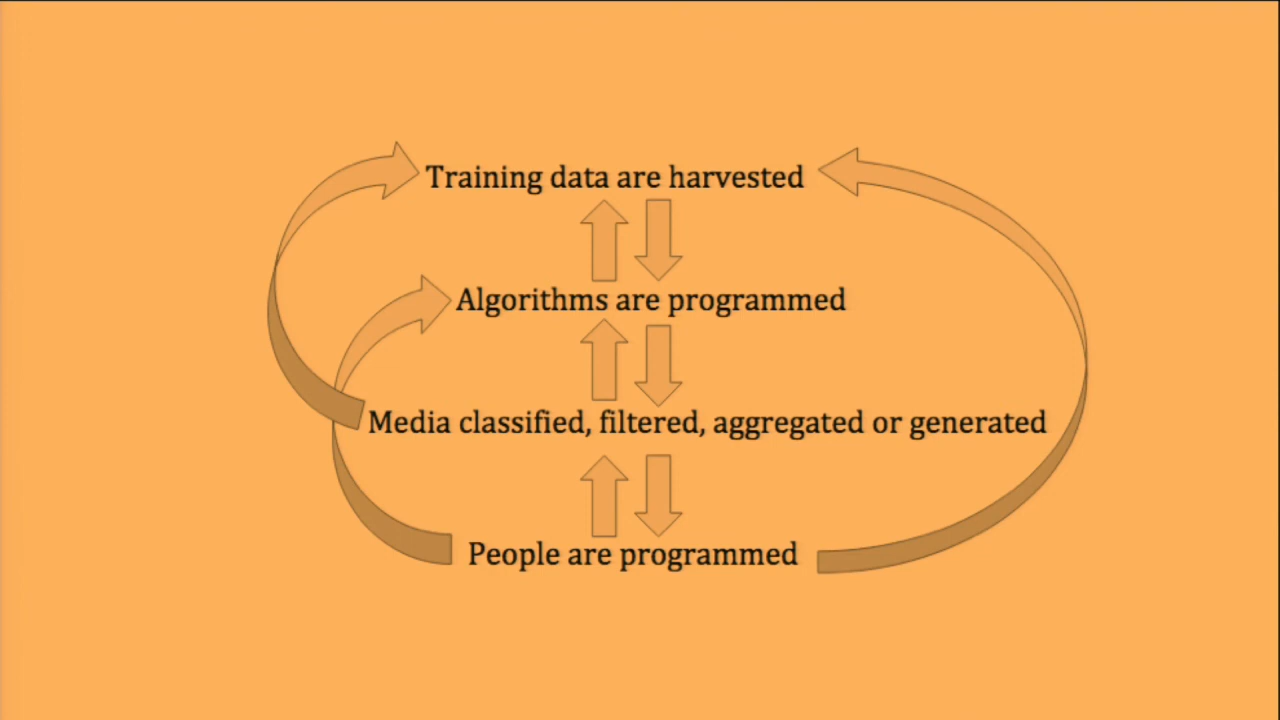 Training data are harvested
Algorithms are programmed
Media classified, filtered, aggregated or generated
People are programmed